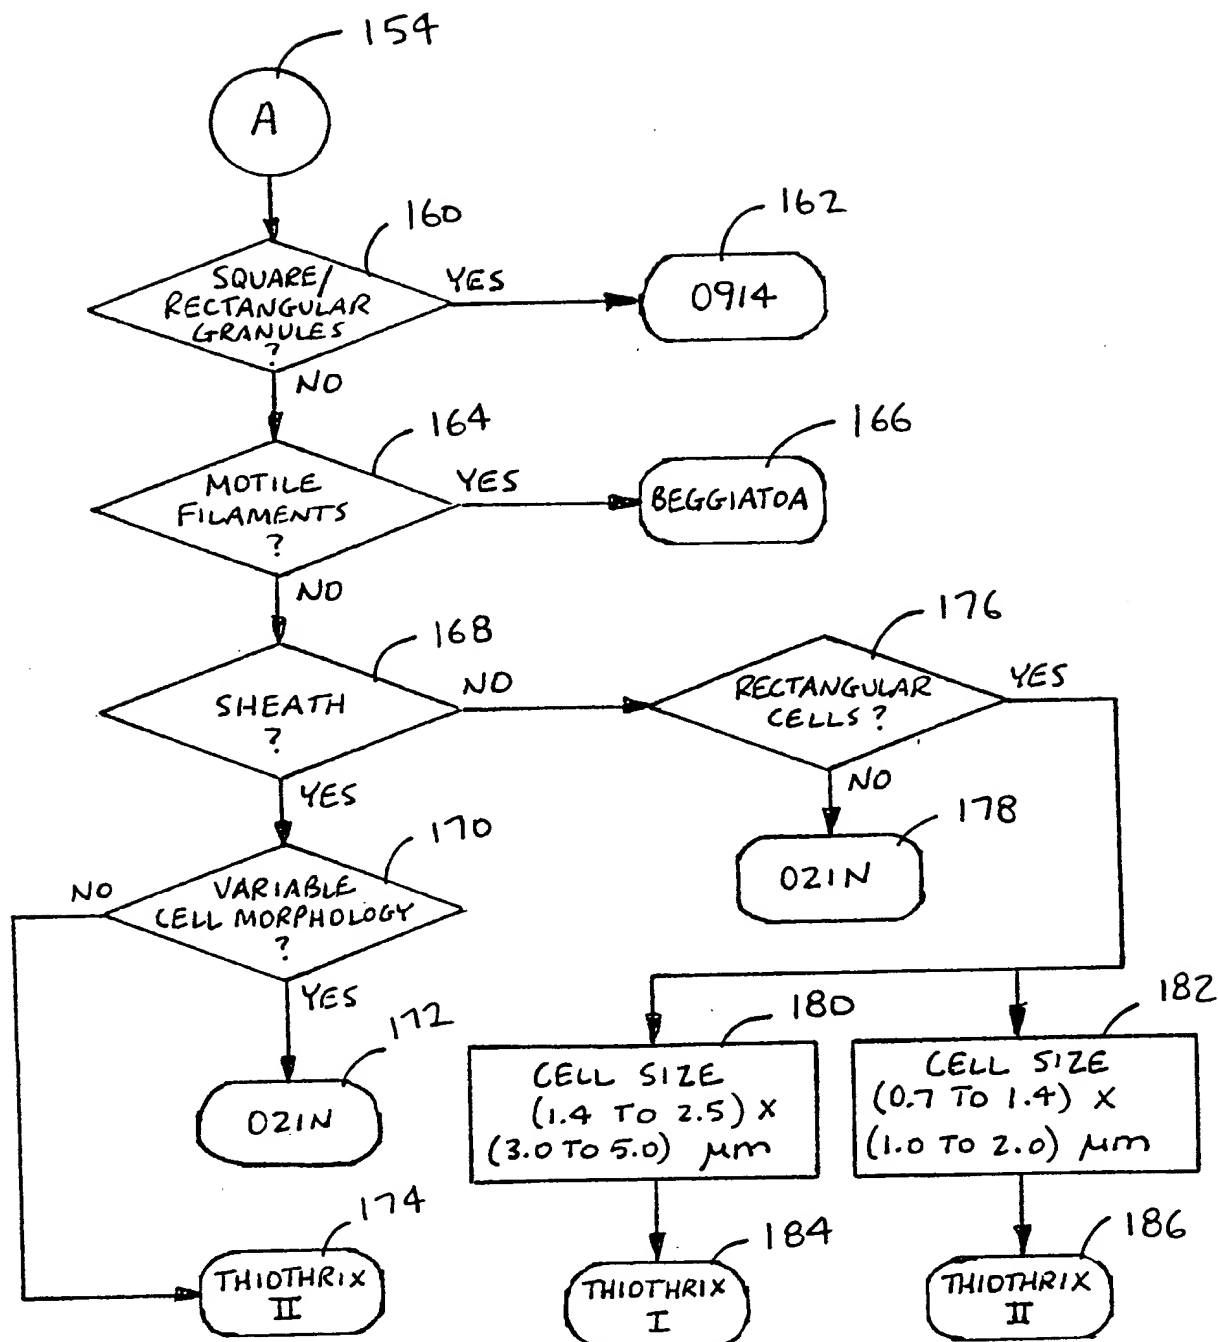 154
A
160
SQUARE/
RECTANGULAR
GRANULES
?
YES
162
0914
NO
164
MOTILE
FILAMENTS
?
YES
166
BEGGIATOA
NO
168
SHEATH
?
NO
176
RECTANGULAR
CELLS?
YES
NO
178
021N
YES
170
VARIABLE
CELL MORPHOLOGY
?
NO
YES
172
021N
174
THIOTHRIX
II
180
CELL SIZE
(1.4 TO 2.5) X
(3.0 TO 5.0) μm
182
CELL SIZE
(0.7 TO 1.4) X
(1.0 TO 2.0) μm
184
THIOTHRIX
I
186
THIOTHRIX
II